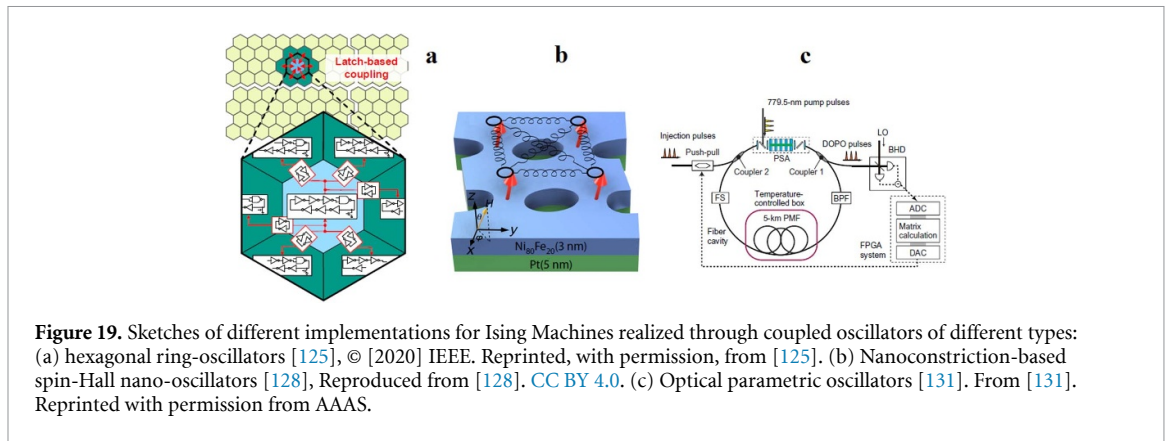 a
b
c
Latch-based
coupling
z
H
θ
φ
x
y
Ni80Fe20(3 nm)
Pt(5 nm)
779.5-nm pump pulses
Injection pulses
Push-pull
PSA
DOPO pulses
LO
BHD
Coupler 2
Coupler 1
Temperature-
controlled box
FS
BPF
5-km PMF
Fiber
cavity
FPGA
system
ADC
Matrix
calculation
DAC
Figure 19. Sketches of different implementations for Ising Machines realized through coupled oscillators of different types:
(a) hexagonal ring-oscillators [125], © [2020] IEEE. Reprinted, with permission, from [125]. (b) Nanoconstriction-based
spin-Hall nano-oscillators [128], Reproduced from [128]. CC BY 4.0. (c) Optical parametric oscillators [131]. From [131].
Reprinted with permission from AAAS.